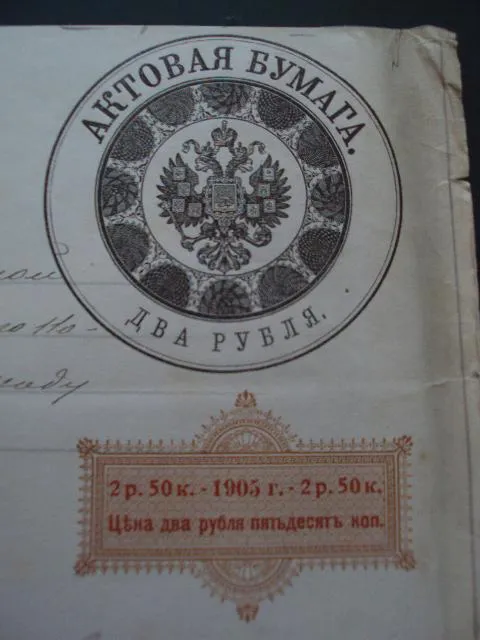 АКТОВАЯ БУМАГА.
ДВА РУБЛЯ.
2 р. 50 к. - 1905 г. - 2 р. 50 к.
Цѣна два рубля пятьдесятъ коп.